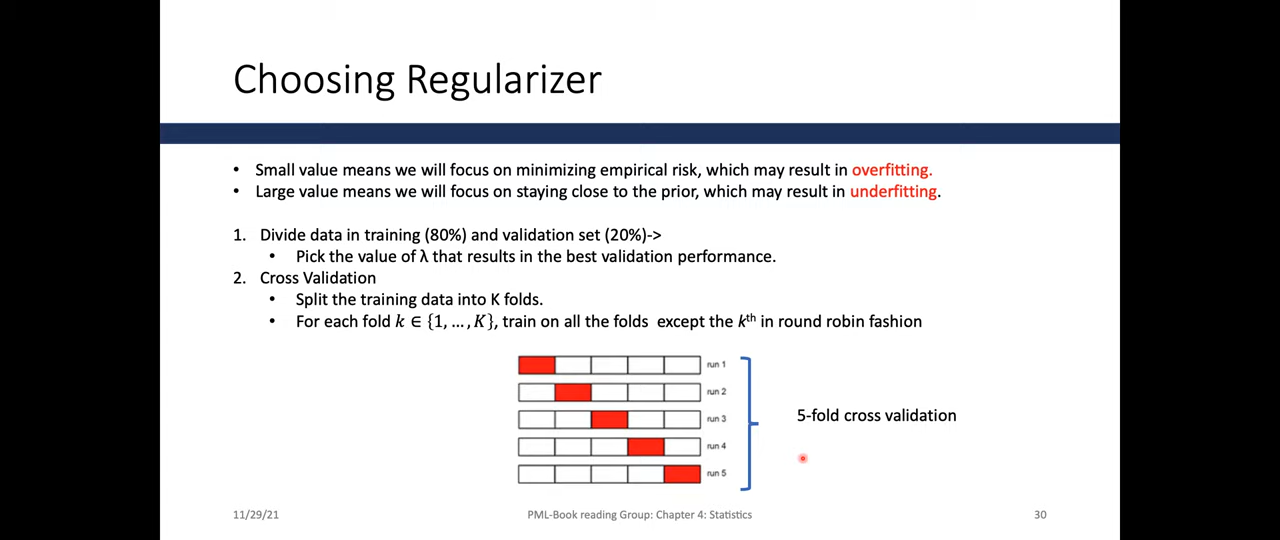 Choosing Regularizer
• Small value means we will focus on minimizing empirical risk, which may result in overfitting.
• Large value means we will focus on staying close to the prior, which may result in underfitting.
1. Divide data in training (80%) and validation set (20%)->
• Pick the value of λ that results in the best validation performance.
2. Cross Validation
• Split the training data into K folds.
• For each fold k ∈ {1, … , K}, train on all the folds except the kᵗʰ in round robin fashion
run 1
run 2
run 3
run 4
run 5
5-fold cross validation
11/29/21
PML-Book reading Group: Chapter 4: Statistics
30